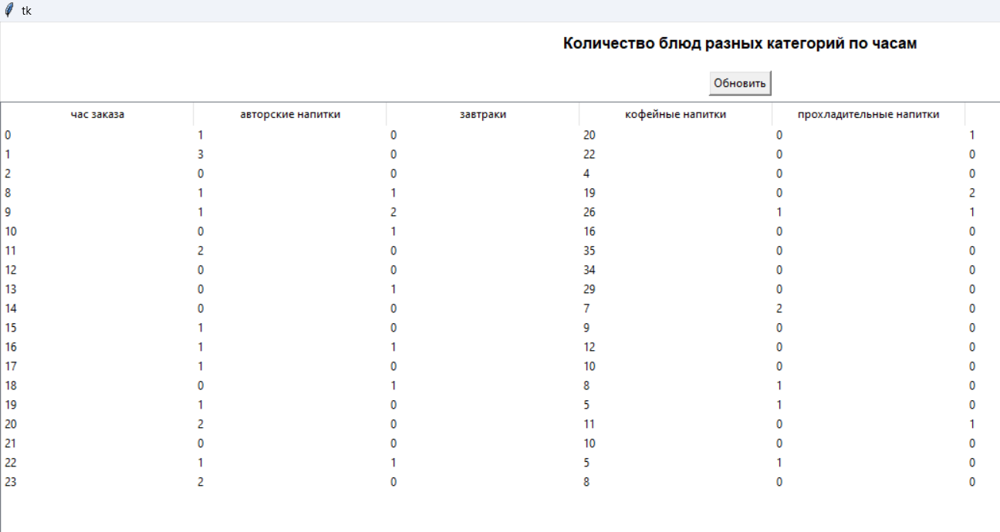 tk
Количество блюд разных категорий по часам
Обновить
час заказа авторские напитки завтраки кофейные напитки прохладительные напитки
0 1 0 20 0 1
1 3 0 22 0 0
2 0 0 4 0 0
8 1 1 19 0 2
9 1 2 26 1 1
10 0 1 16 0 0
11 2 0 35 0 0
12 0 0 34 0 0
13 0 1 29 0 0
14 0 0 7 2 0
15 1 0 9 0 0
16 1 1 12 0 0
17 1 0 10 0 0
18 0 1 8 1 0
19 1 0 5 1 0
20 2 0 11 0 1
21 0 0 10 0 0
22 1 1 5 1 0
23 2 0 8 0 0